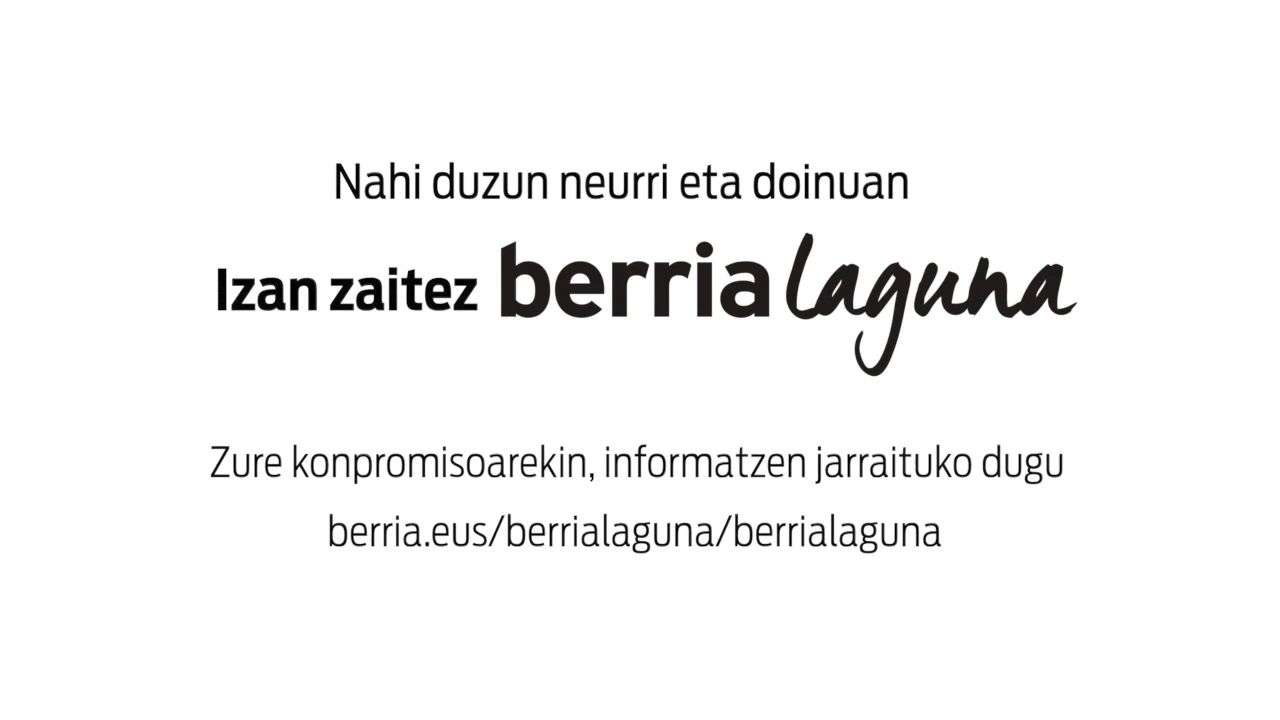 Nahi duzun neurri eta doinuan
Izan zaitez berria laguna
Zure konpromisoarekin, informatzen jarraituko dugu
berria.eus/berrialaguna/berrialaguna